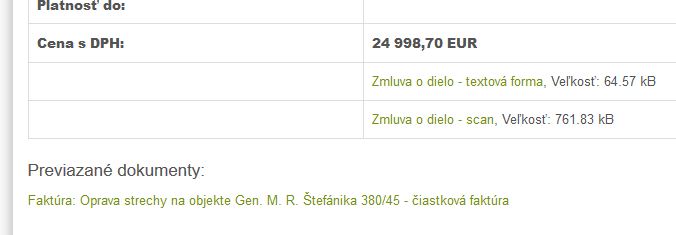 Platnosť do:
Cena s DPH: 24 998,70 EUR
Zmluva o dielo - textová forma, Veľkosť: 64.57 kB
Zmluva o dielo - scan, Veľkosť: 761.83 kB
Previazané dokumenty:
Faktúra: Oprava strechy na objekte Gen. M. R. Štefánika 380/45 - čiastková faktúra